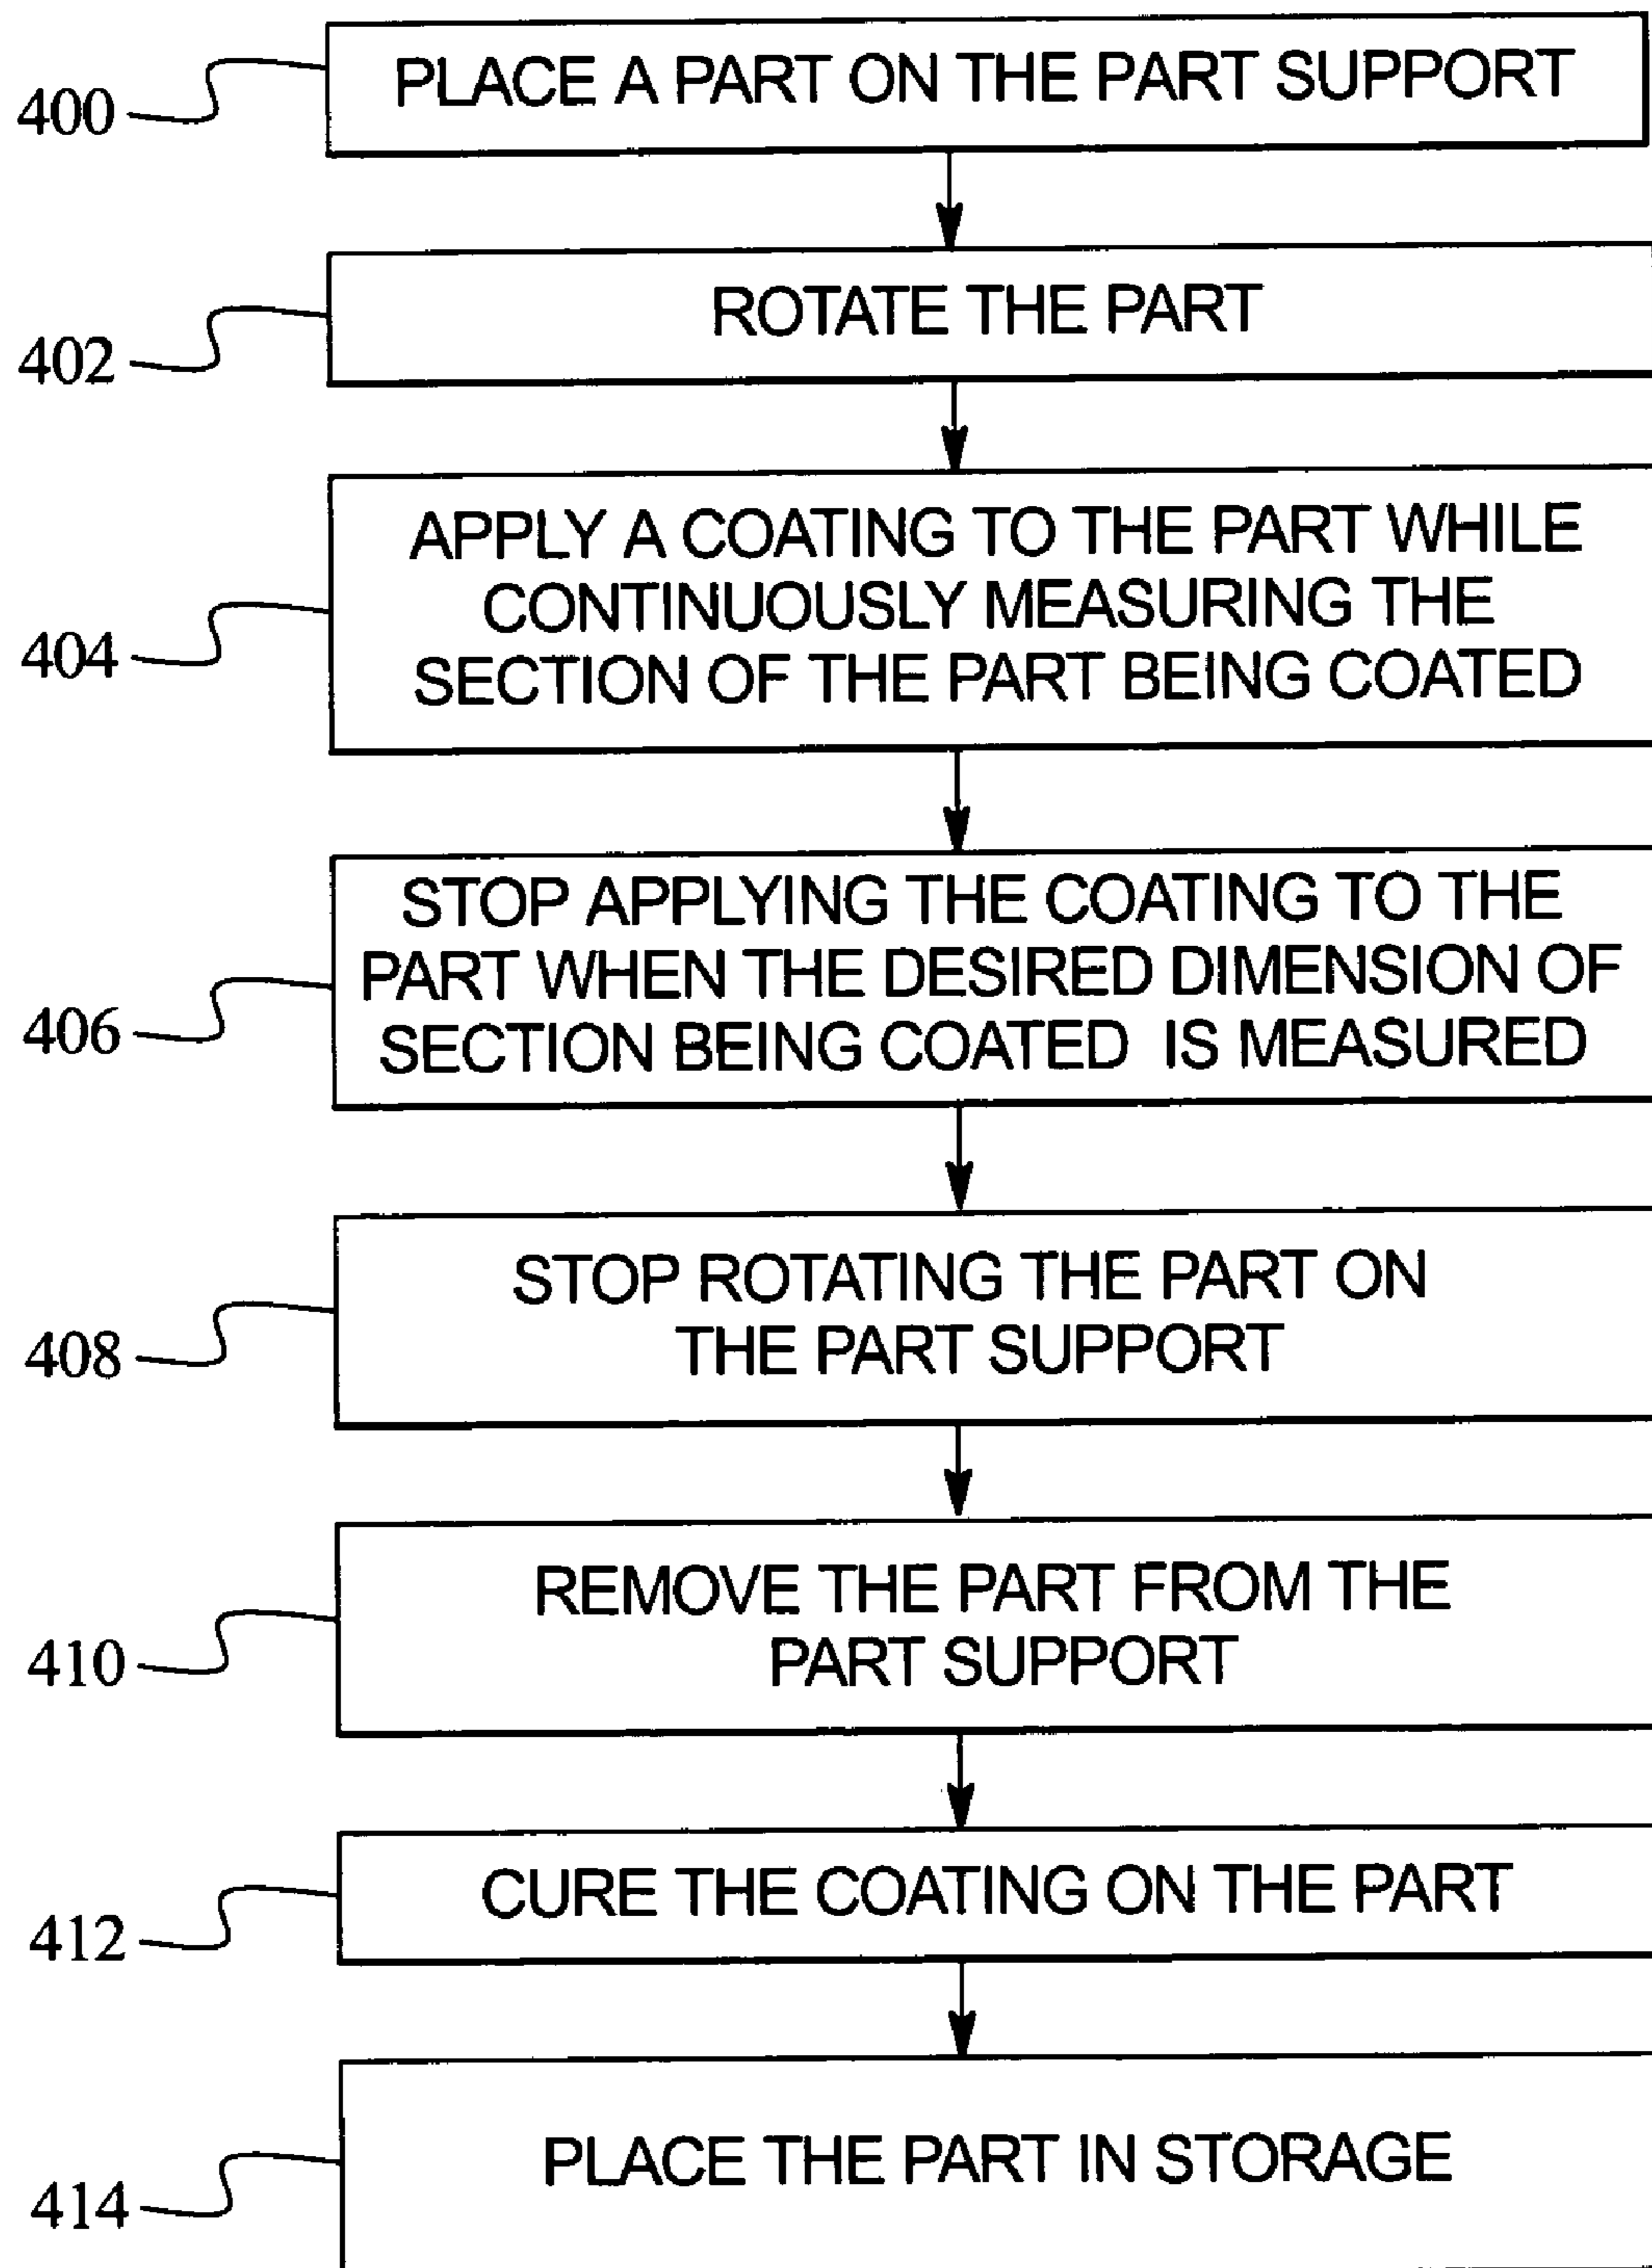 400
PLACE A PART ON THE PART SUPPORT
402
ROTATE THE PART
404
APPLY A COATING TO THE PART WHILE
CONTINUOUSLY MEASURING THE
SECTION OF THE PART BEING COATED
406
STOP APPLYING THE COATING TO THE
PART WHEN THE DESIRED DIMENSION OF
SECTION BEING COATED IS MEASURED
408
STOP ROTATING THE PART ON
THE PART SUPPORT
410
REMOVE THE PART FROM THE
PART SUPPORT
412
CURE THE COATING ON THE PART
414
PLACE THE PART IN STORAGE